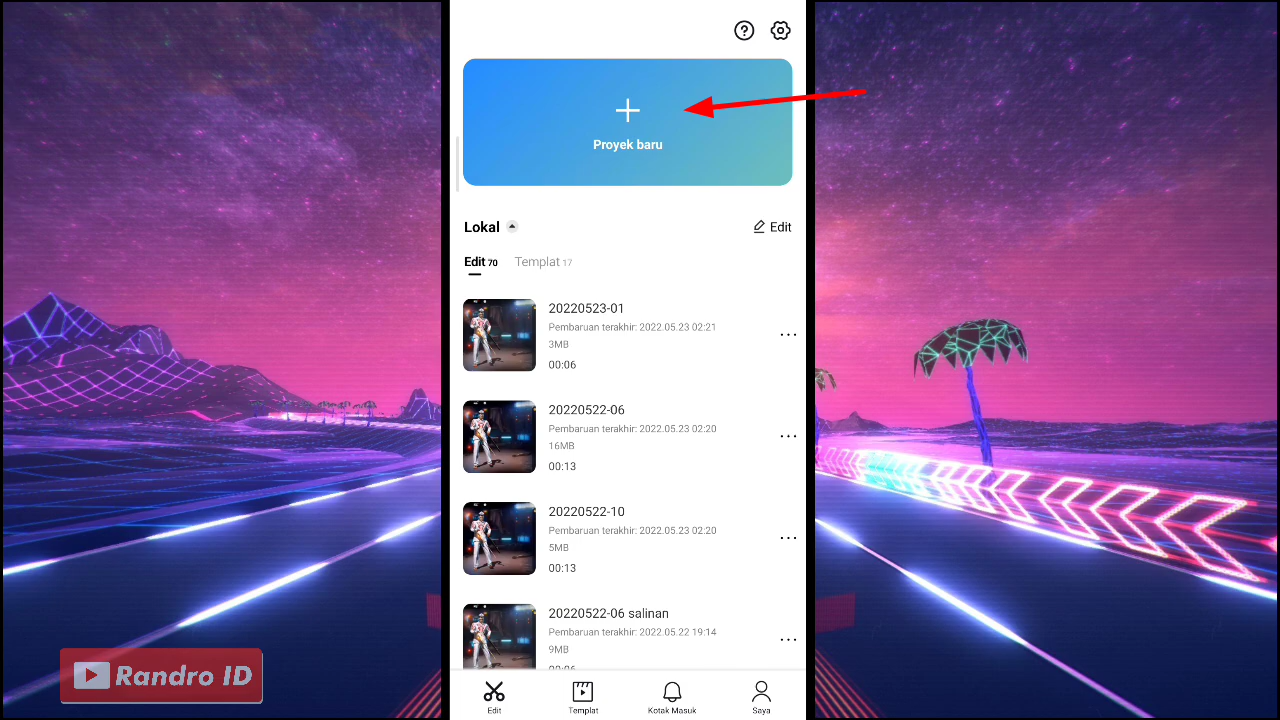 Proyek baru
Lokal
Edit
Edit 70
Templat 17
20220523-01
Pembaruan terakhir: 2022.05.23 02:21
3MB
00:06
20220522-06
Pembaruan terakhir: 2022.05.23 02:20
16MB
00:13
20220522-10
Pembaruan terakhir: 2022.05.23 02:20
5MB
00:13
20220522-06 salinan
Pembaruan terakhir: 2022.05.22 19:14
9MB
00:06
Edit
Templat
Kotak Masuk
Saya
Randro ID